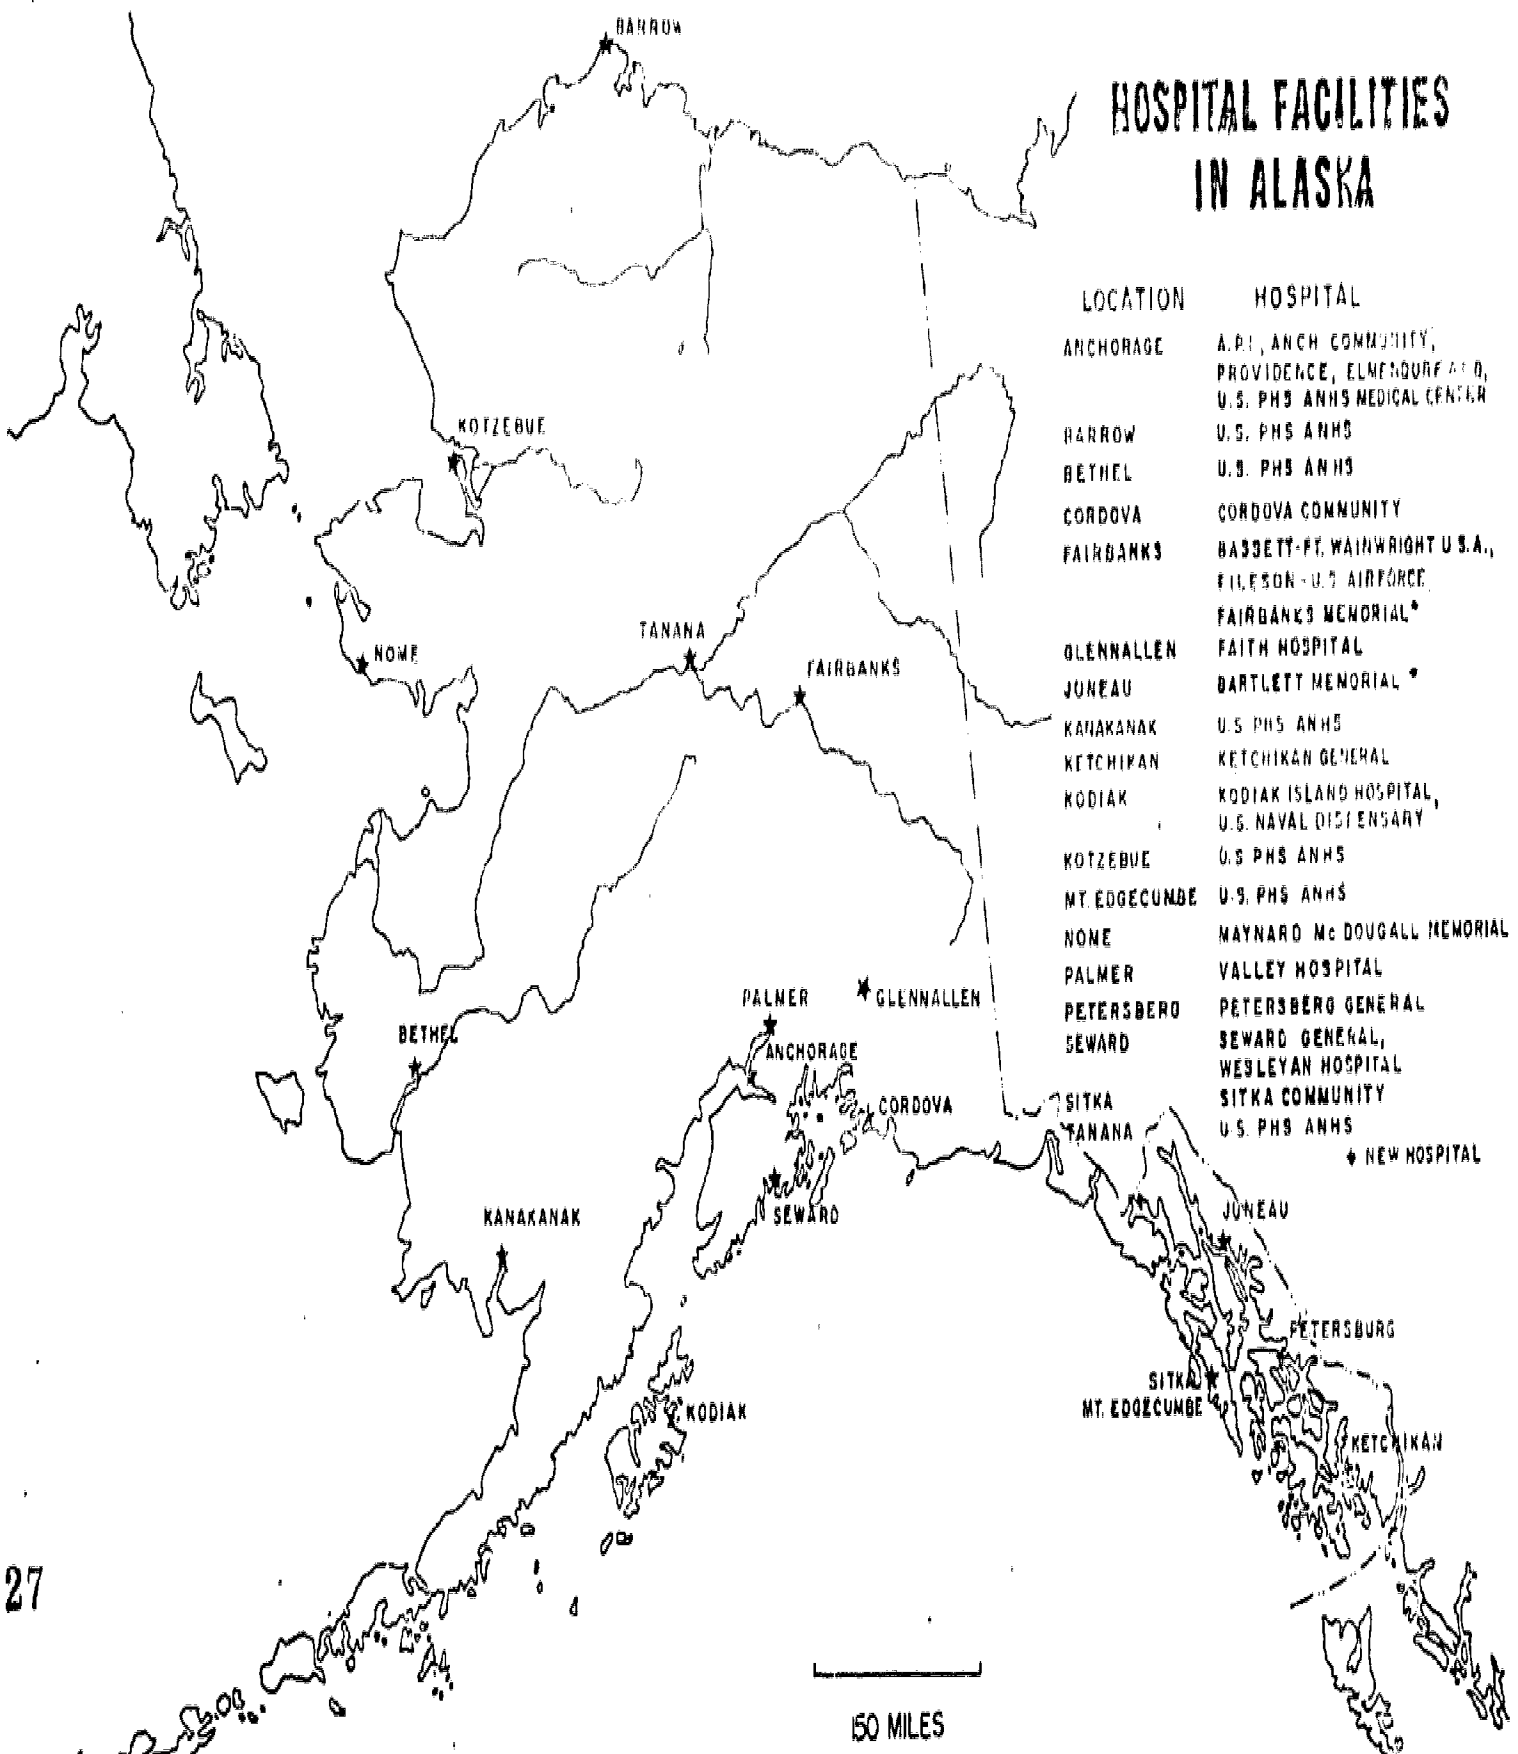 HOSPITAL FACILITIES
IN ALASKA
LOCATION HOSPITAL
ANCHORAGE A.P.I., ANCH COMMUNITY,
PROVIDENCE, ELMENDORF
U.S. PHS ANHS MEDICAL CENTER
BARROW U.S. PHS ANHS
BETHEL U.S. PHS ANHS
CORDOVA CORDOVA COMMUNITY
FAIRBANKS BASSETT-FT. WAINWRIGHT U.S.A.,
EILESON - U.S AIRFORCE,
FAIRBANKS MEMORIAL*
GLENNALLEN FAITH HOSPITAL
JUNEAU BARTLETT MEMORIAL *
KANAKANAK U.S PHS ANHS
KETCHIKAN KETCHIKAN GENERAL
KODIAK KODIAK ISLAND HOSPITAL,
U.S. NAVAL DISPENSARY
KOTZEBUE U.S PHS ANHS
MT. EDGECUMBE U.S. PHS ANHS
NOME MAYNARD Mc DOUGALL MEMORIAL
PALMER VALLEY HOSPITAL
PETERSBERG PETERSBERG GENERAL
SEWARD SEWARD GENERAL,
WESLEYAN HOSPITAL
SITKA SITKA COMMUNITY
TANANA U.S. PHS ANHS
* NEW HOSPITAL
BARROW
KOTZEBUE
NOME
TANANA
FAIRBANKS
BETHEL
PALMER
GLENNALLEN
ANCHORAGE
CORDOVA
SEWARD
KANAKANAK
KODIAK
JUNEAU
PETERSBURG
SITKA
MT. EDGECUMBE
KETCHIKAN
27
150 MILES